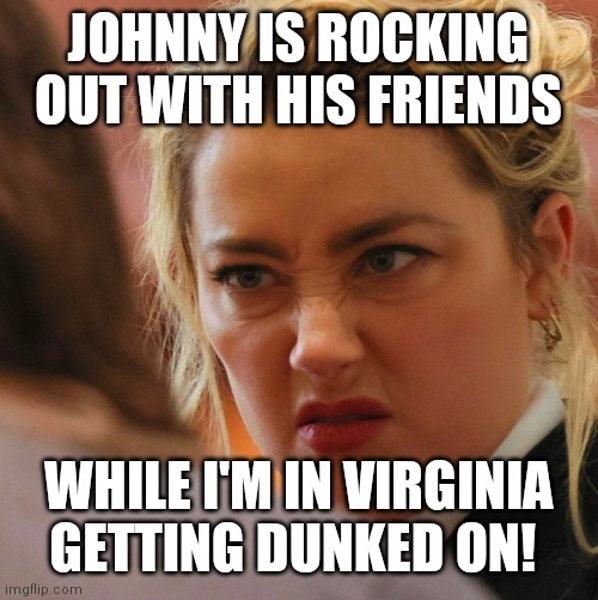 JOHNNY IS ROCKING
OUT WITH HIS FRIENDS
WHILE I'M IN VIRGINIA
GETTING DUNKED ON!
imgflip.com